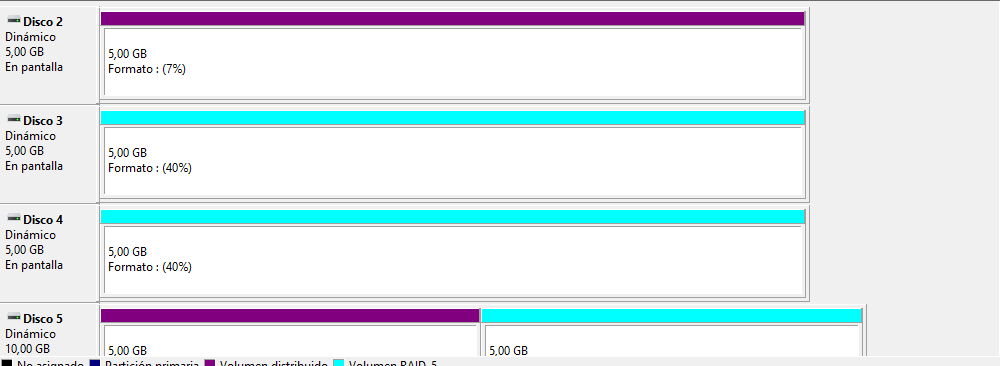 Disco 2
Dinámico
5,00 GB
En pantalla
5,00 GB
Formato : (7%)
Disco 3
Dinámico
5,00 GB
En pantalla
5,00 GB
Formato : (40%)
Disco 4
Dinámico
5,00 GB
En pantalla
5,00 GB
Formato : (40%)
Disco 5
Dinámico
10,00 GB
5,00 GB
5,00 GB
No asignado Partición primaria Volumen distribuido Volumen RAID-5